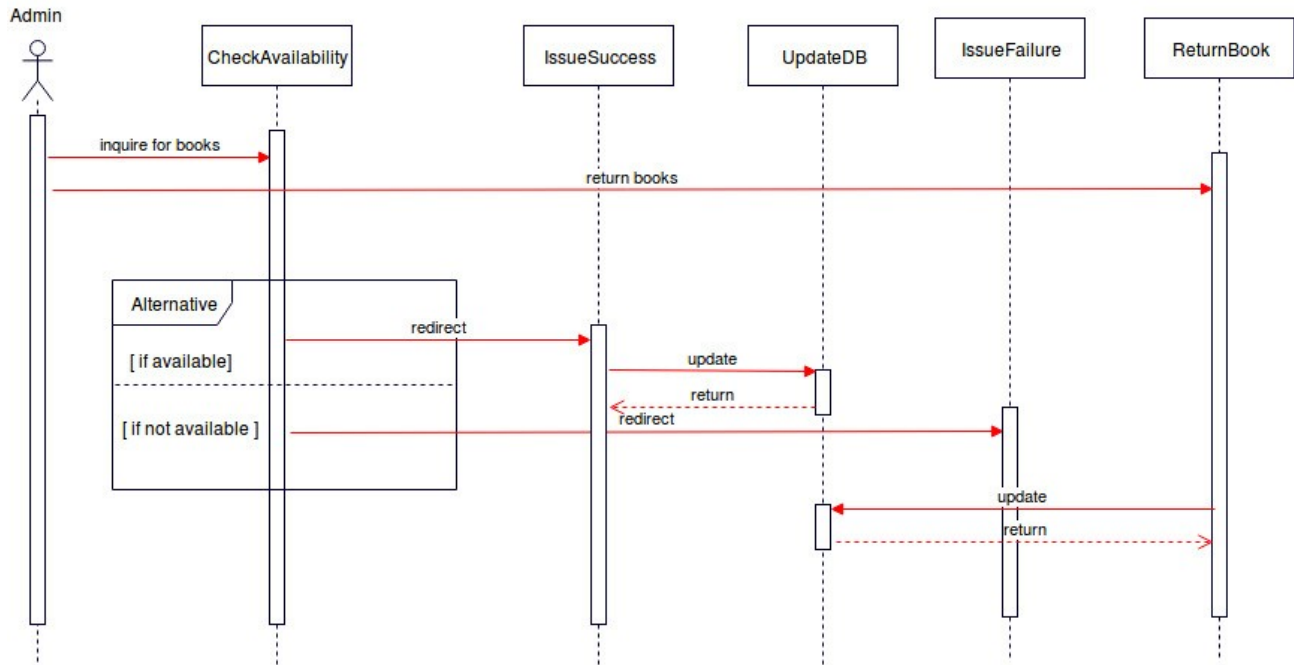 Admin
CheckAvailability
IssueSuccess
UpdateDB
IssueFailure
ReturnBook
inquire for books
return books
Alternative
redirect
[ if available]
update
return
redirect
[ if not available ]
update
return